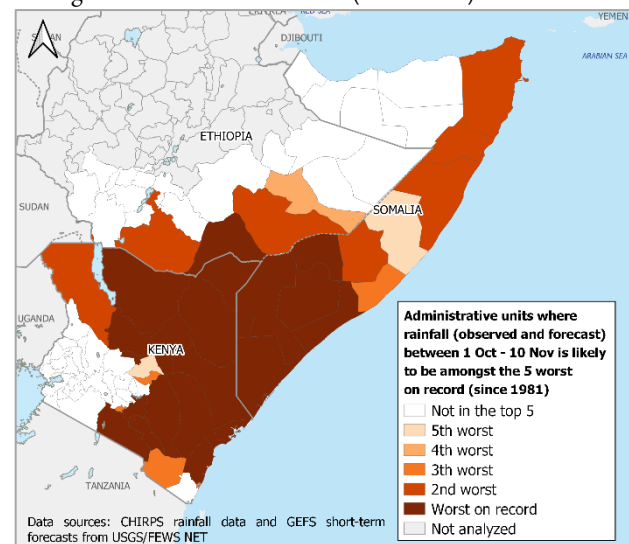 YEMEN
DJIBOUTI
ARABIAN SEA
ETHIOPIA
SOMALIA
SUDAN
UGANDA
KENYA
TANZANIA
Administrative units where
rainfall (observed and forecast)
between 1 Oct - 10 Nov is likely
to be amongst the 5 worst
on record (since 1981)
Not in the top 5
5th worst
4th worst
3th worst
2nd worst
Worst on record
Not analyzed
Data sources: CHIRPS rainfall data and GEFS short-term
forecasts from USGS/FEWS NET